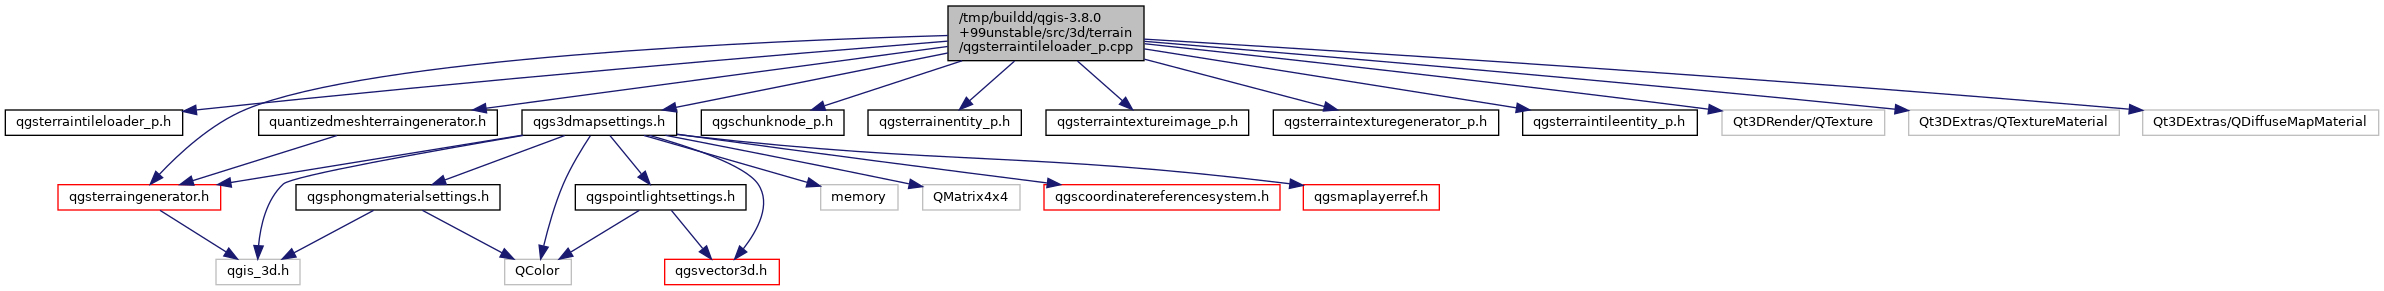 /tmp/buildd/qgis-3.8.0
+99unstable/src/3d/terrain
/qgsterraintileloader_p.cpp
qgsterraintileloader_p.h
quantizedmeshterraingenerator.h
qgs3dmapsettings.h
qgschunknode_p.h
qgsterrainentity_p.h
qgsterraintextureimage_p.h
qgsterraintexturegenerator_p.h
qgsterraintileentity_p.h
Qt3DRender/QTexture
Qt3DExtras/QTextureMaterial
Qt3DExtras/QDiffuseMapMaterial
qgsterraingenerator.h
qgsphongmaterialsettings.h
qgspointlightsettings.h
memory
QMatrix4x4
qgscoordinatereferencesystem.h
qgsmaplayerref.h
qgis_3d.h
QColor
qgsvector3d.h